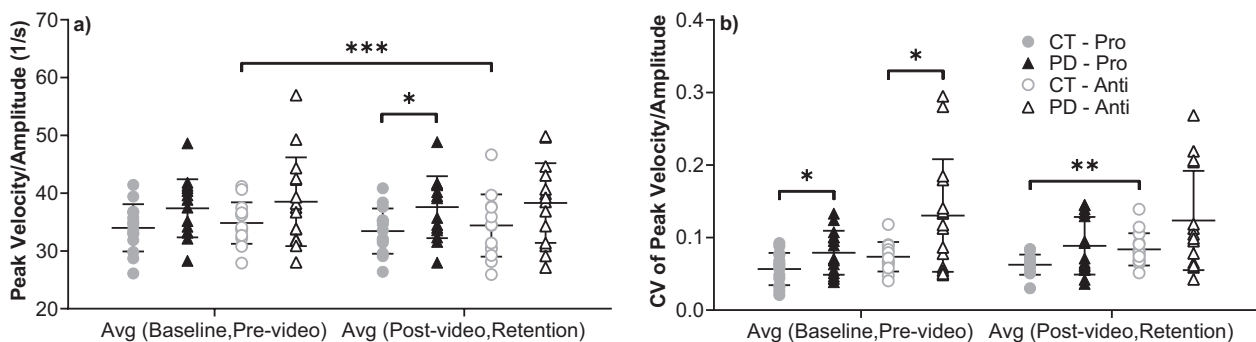 a)
Peak Velocity/Amplitude (1/s)
70
60
50
40
30
20
***
*
Avg (Baseline,Pre-video)
Avg (Post-video,Retention)
b)
CV of Peak Velocity/Amplitude
0.4
0.3
0.2
0.1
0.0
*
*
**
CT - Pro
PD - Pro
CT - Anti
PD - Anti
Avg (Baseline,Pre-video)
Avg (Post-video,Retention)